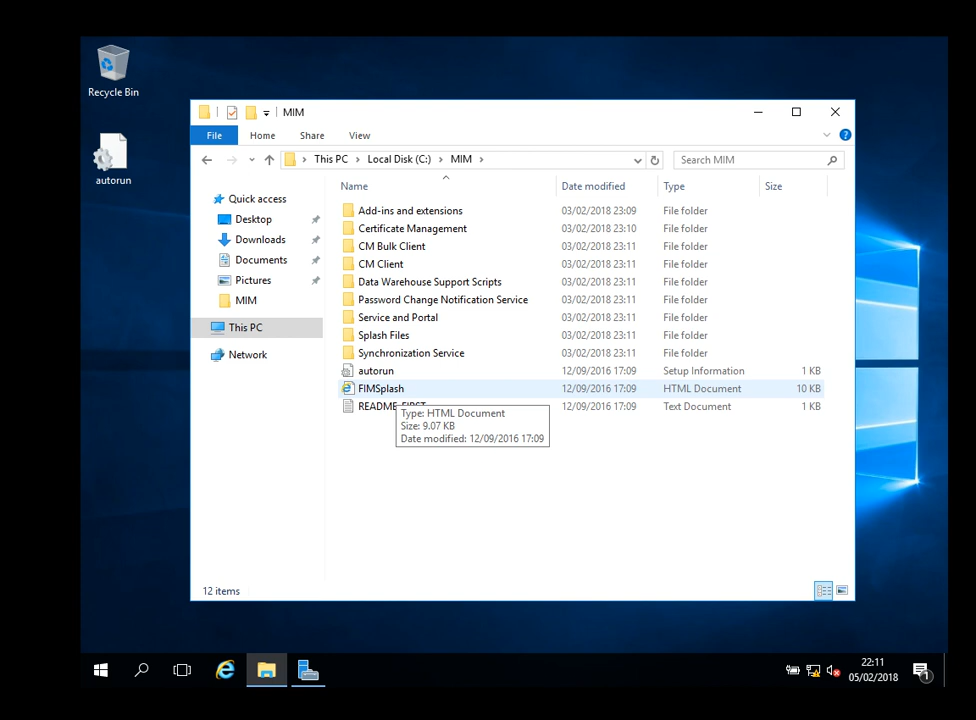 Recycle Bin
autorun
MIM
File
Home
Share
View
This PC
Local Disk (C:)
MIM
Search MIM
Name
Date modified
Type
Size
Quick access
Desktop
Downloads
Documents
Pictures
MIM
This PC
Network
Add-ins and extensions 03/02/2018 23:09 File folder
Certificate Management 03/02/2018 23:10 File folder
CM Bulk Client 03/02/2018 23:11 File folder
CM Client 03/02/2018 23:11 File folder
Data Warehouse Support Scripts 03/02/2018 23:11 File folder
Password Change Notification Service 03/02/2018 23:11 File folder
Service and Portal 03/02/2018 23:11 File folder
Splash Files 03/02/2018 23:11 File folder
Synchronization Service 03/02/2018 23:11 File folder
autorun 12/09/2016 17:09 Setup Information 1 KB
FIMSplash 12/09/2016 17:09 HTML Document 10 KB
README_FIRST 12/09/2016 17:09 Text Document 1 KB
Type: HTML Document
Size: 9.07 KB
Date modified: 12/09/2016 17:09
12 items
22:11
05/02/2018
1